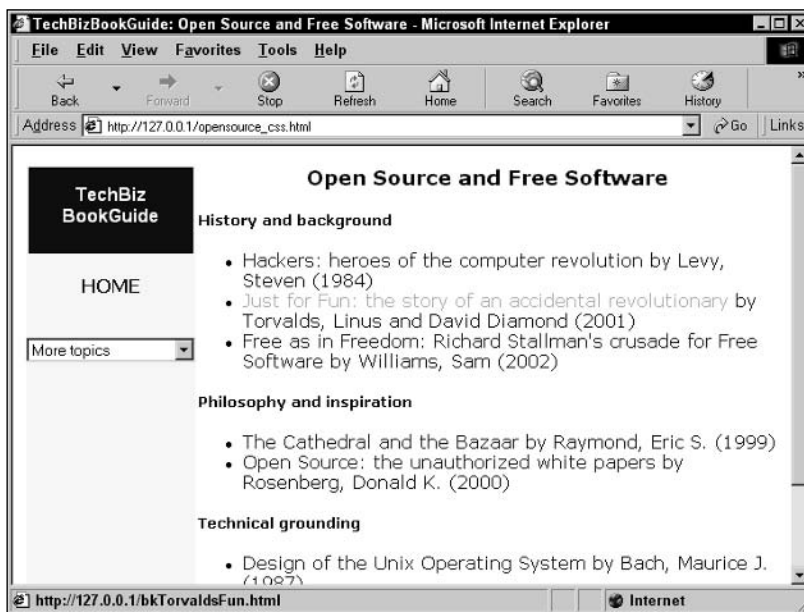 TechBizBookGuide: Open Source and Free Software - Microsoft Internet Explorer
File Edit View Favorites Tools Help
Back Forward Stop Refresh Home Search Favorites History »
Address http://127.0.0.1/opensource_css.html Go Links
TechBiz
BookGuide
HOME
More topics
Open Source and Free Software
History and background
• Hackers: heroes of the computer revolution by Levy,
Steven (1984)
• Just for Fun: the story of an accidental revolutionary by
Torvalds, Linus and David Diamond (2001)
• Free as in Freedom: Richard Stallman's crusade for Free
Software by Williams, Sam (2002)
Philosophy and inspiration
• The Cathedral and the Bazaar by Raymond, Eric S. (1999)
• Open Source: the unauthorized white papers by
Rosenberg, Donald K. (2000)
Technical grounding
• Design of the Unix Operating System by Bach, Maurice J.
(1987)
http://127.0.0.1/bkTorvaldsFun.html Internet